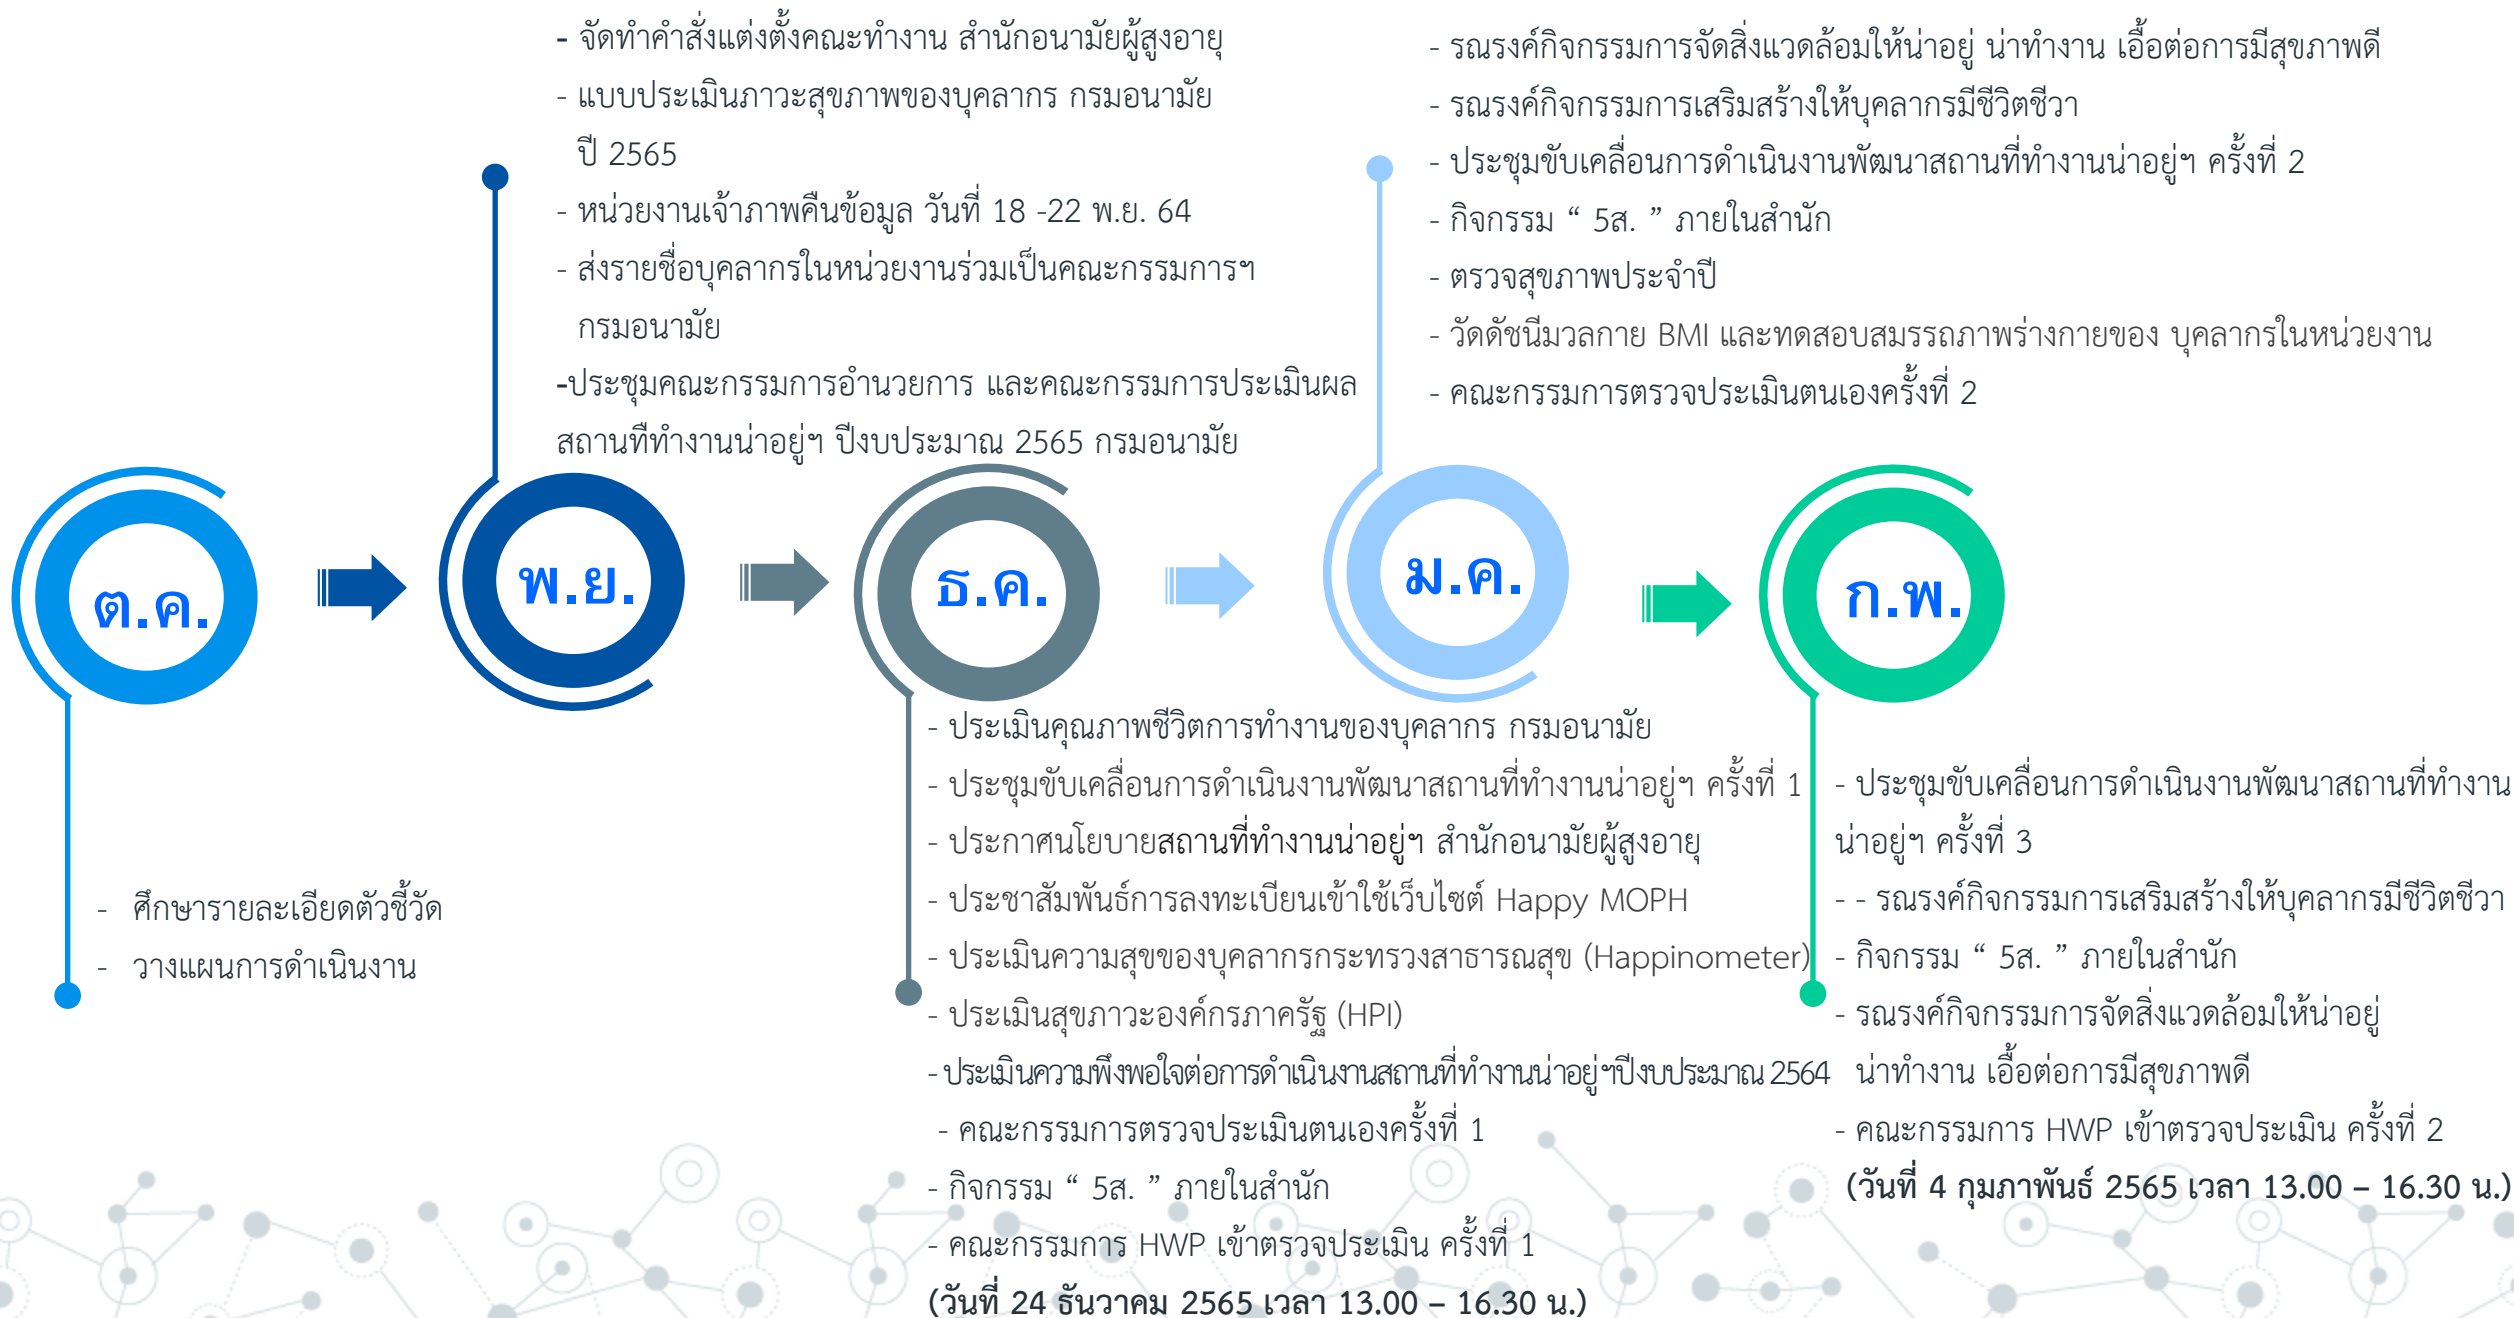 - จัดทำคำสั่งแต่งตั้งคณะทำงาน สำนักอนามัยผู้สูงอายุ
- แบบประเมินภาวะสุขภาพของบุคลากร กรมอนามัย
ปี 2565
- หน่วยงานเจ้าภาพคืนข้อมูล วันที่ 18 -22 พ.ย. 64
- ส่งรายชื่อบุคลากรในหน่วยงานร่วมเป็นคณะกรรมการฯ
กรมอนามัย
-ประชุมคณะกรรมการอำนวยการ และคณะกรรมการประเมินผล
สถานที่ทำงานน่าอยู่ฯ ปีงบประมาณ 2565 กรมอนามัย
- รณรงค์กิจกรรมการจัดสิ่งแวดล้อมให้น่าอยู่ น่าทำงาน เอื้อต่อการมีสุขภาพดี
- รณรงค์กิจกรรมการเสริมสร้างให้บุคลากรมีชีวิตชีวา
- ประชุมขับเคลื่อนการดำเนินงานพัฒนาสถานที่ทำงานน่าอยู่ฯ ครั้งที่ 2
- กิจกรรม “ 5ส. ” ภายในสำนัก
- ตรวจสุขภาพประจำปี
- วัดดัชนีมวลกาย BMI และทดสอบสมรรถภาพร่างกายของ บุคลากรในหน่วยงาน
- คณะกรรมการตรวจประเมินตนเองครั้งที่ 2
ต.ค.
พ.ย.
ธ.ค.
ม.ค.
ก.พ.
- ศึกษารายละเอียดตัวชี้วัด
- วางแผนการดำเนินงาน
- ประเมินคุณภาพชีวิตการทำงานของบุคลากร กรมอนามัย
- ประชุมขับเคลื่อนการดำเนินงานพัฒนาสถานที่ทำงานน่าอยู่ฯ ครั้งที่ 1
- ประกาศนโยบายสถานที่ทำงานน่าอยู่ฯ สำนักอนามัยผู้สูงอายุ
- ประชาสัมพันธ์การลงทะเบียนเข้าใช้เว็บไซต์ Happy MOPH
- ประเมินความสุขของบุคลากรกระทรวงสาธารณสุข (Happinometer)
- ประเมินสุขภาวะองค์กรภาครัฐ (HPI)
- ประเมินความพึงพอใจต่อการดำเนินงานสถานที่ทำงานน่าอยู่ฯปีงบประมาณ 2564
- คณะกรรมการตรวจประเมินตนเองครั้งที่ 1
- กิจกรรม “ 5ส. ” ภายในสำนัก
- คณะกรรมการ HWP เข้าตรวจประเมิน ครั้งที่ 1
(วันที่ 24 ธันวาคม 2565 เวลา 13.00 – 16.30 น.)
- ประชุมขับเคลื่อนการดำเนินงานพัฒนาสถานที่ทำงาน
น่าอยู่ฯ ครั้งที่ 3
- - รณรงค์กิจกรรมการเสริมสร้างให้บุคลากรมีชีวิตชีวา
- กิจกรรม “ 5ส. ” ภายในสำนัก
- รณรงค์กิจกรรมการจัดสิ่งแวดล้อมให้น่าอยู่
น่าทำงาน เอื้อต่อการมีสุขภาพดี
- คณะกรรมการ HWP เข้าตรวจประเมิน ครั้งที่ 2
(วันที่ 4 กุมภาพันธ์ 2565 เวลา 13.00 – 16.30 น.)